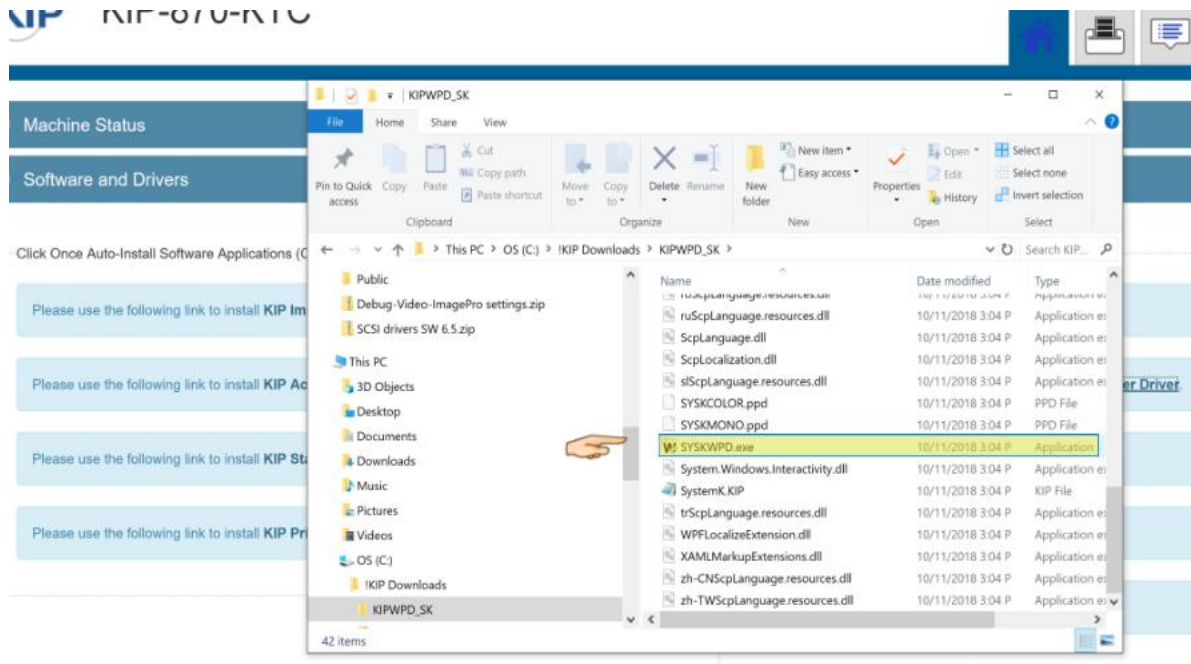 KIP KIP-870-KTC
KIPWPD_SK
File Home Share View
Machine Status
Software and Drivers
Pin to Quick access
Copy
Paste
Cut
Copy path
Paste shortcut
Move to
Copy to
Delete
Rename
New folder
New item
Easy access
Properties
Open
Edit
History
Select all
Select none
Invert selection
Clipboard Organize New Open Select
This PC > OS (C:) > !KIP Downloads > KIPWPD_SK >
Search KIP...
Click Once Auto-Install Software Applications (C
Please use the following link to install KIP Im
Please use the following link to install KIP Ac
er Driver.
Please use the following link to install KIP Sta
Please use the following link to install KIP Pri
Public
Debug-Video-ImagePro settings.zip
SCSI drivers SW 6.5.zip
This PC
3D Objects
Desktop
Documents
Downloads
Music
Pictures
Videos
OS (C:)
!KIP Downloads
KIPWPD_SK
Name Date modified Type
ruScpLanguage.resources.dll 10/11/2018 3:04 P Application ex
ScpLanguage.dll 10/11/2018 3:04 P Application ex
ScpLocalization.dll 10/11/2018 3:04 P Application ex
slScpLanguage.resources.dll 10/11/2018 3:04 P Application ex
SYSKCOLOR.ppd 10/11/2018 3:04 P PPD File
SYSKMONO.ppd 10/11/2018 3:04 P PPD File
SYSKWPD.exe 10/11/2018 3:04 P Application
System.Windows.Interactivity.dll 10/11/2018 3:04 P Application ex
SystemK.KIP 10/11/2018 3:04 P KIP File
trScpLanguage.resources.dll 10/11/2018 3:04 P Application ex
WPFLocalizeExtension.dll 10/11/2018 3:04 P Application ex
XAMLMarkupExtensions.dll 10/11/2018 3:04 P Application ex
zh-CNScpLanguage.resources.dll 10/11/2018 3:04 P Application ex
zh-TWScpLanguage.resources.dll 10/11/2018 3:04 P Application ex
42 items